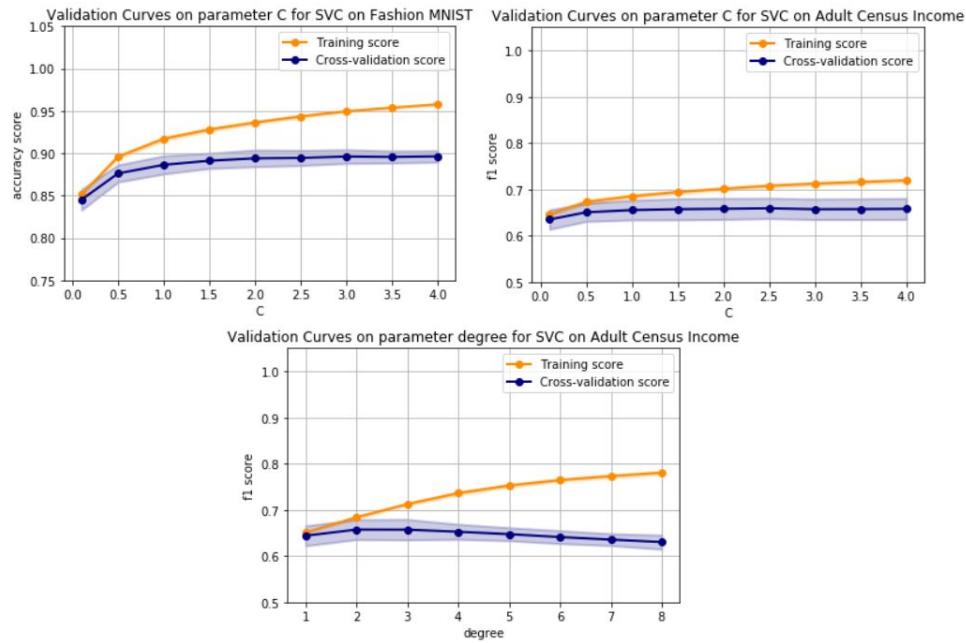 Validation Curves on parameter C for SVC on Fashion MNIST
1.05
1.00
0.95
0.90
0.85
0.80
0.75
accuracy score
Training score
Cross-validation score
0.0 0.5 1.0 1.5 2.0 2.5 3.0 3.5 4.0
C
Validation Curves on parameter C for SVC on Adult Census Income
1.0
0.9
0.8
0.7
0.6
0.5
f1 score
Training score
Cross-validation score
0.0 0.5 1.0 1.5 2.0 2.5 3.0 3.5 4.0
C
Validation Curves on parameter degree for SVC on Adult Census Income
1.0
0.9
0.8
0.7
0.6
0.5
f1 score
Training score
Cross-validation score
1 2 3 4 5 6 7 8
degree